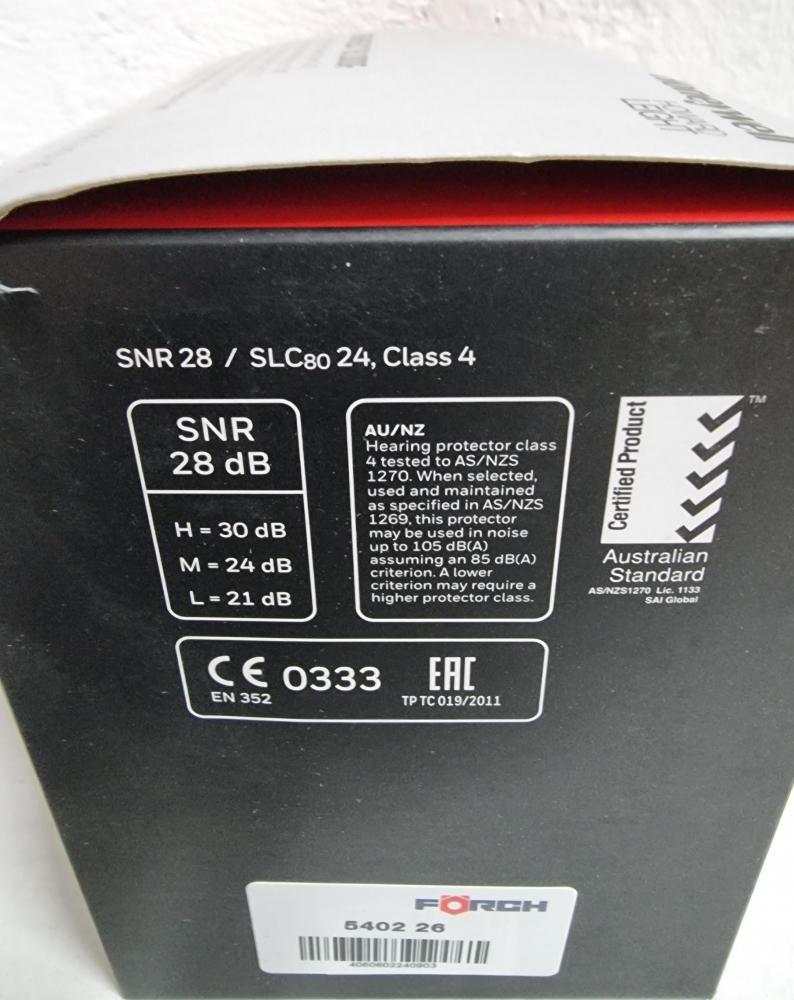 HOWARD
LEIGHT
SNR 28 / SLC80 24, Class 4
SNR
28 dB
H = 30 dB
M = 24 dB
L = 21 dB
AU/NZ
Hearing protector class
4 tested to AS/NZS
1270. When selected,
used and maintained
as specified in AS/NZS
1269, this protector
may be used in noise
up to 105 dB(A)
assuming an 85 dB(A)
criterion. A lower
criterion may require a
higher protector class.
Certified Product
TM
Australian
Standard
AS/NZS1270 Lic. 1133
SAI Global
CE 0333
EN 352
EAC
TP TC 019/2011
FÖRCH
5402 26
4060602240903